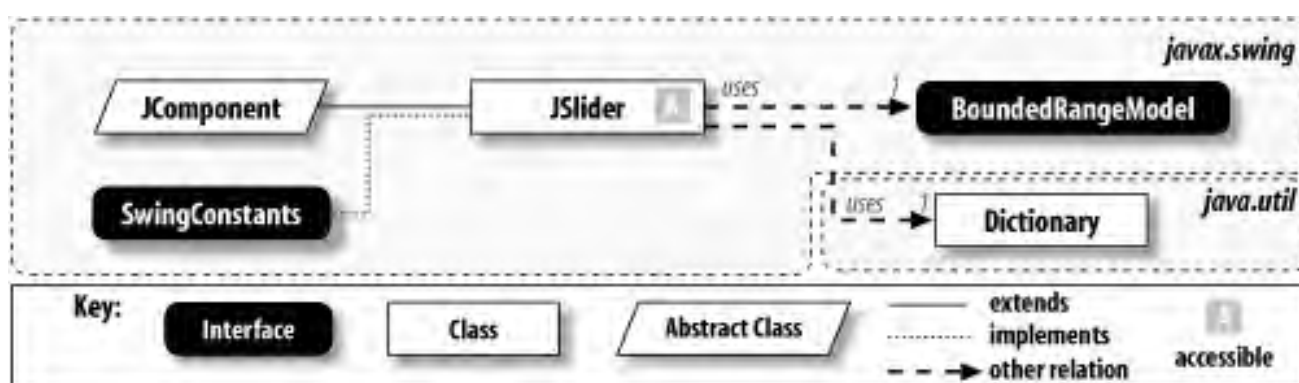 javax.swing
JComponent
JSlider
A
uses
1
BoundedRangeModel
SwingConstants
java.util
uses
1
Dictionary
Key:
Interface
Class
Abstract Class
extends
implements
other relation
A
accessible